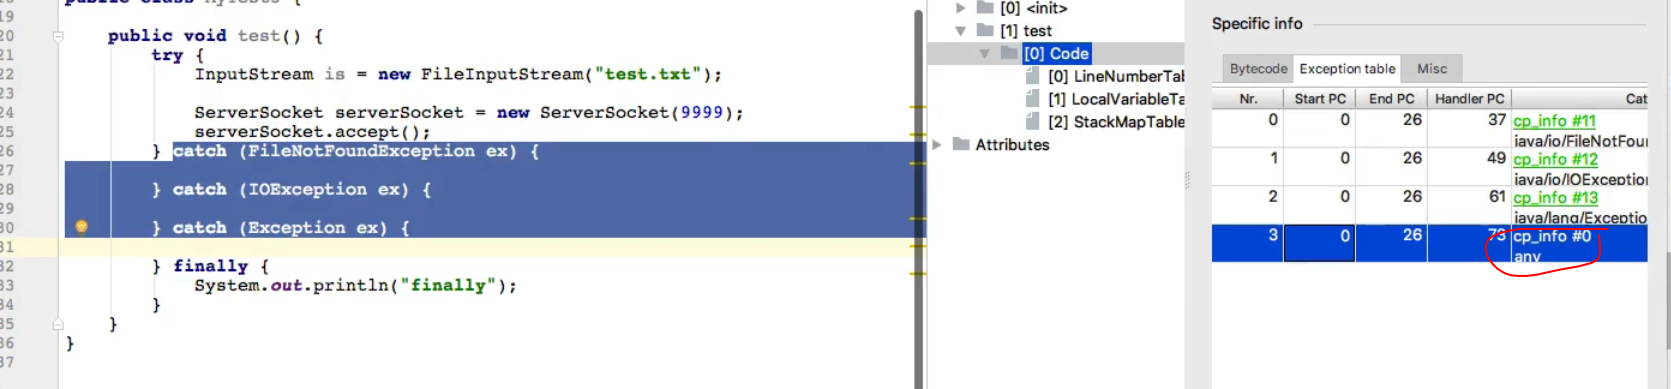 public class MyTest3 {
19
20 public void test() {
21 try {
22 InputStream is = new FileInputStream("test.txt");
23
24 ServerSocket serverSocket = new ServerSocket(9999);
25 serverSocket.accept();
26 } catch (FileNotFoundException ex) {
27
28 } catch (IOException ex) {
29
30 } catch (Exception ex) {
31
32 } finally {
33 System.out.println("finally");
34 }
35 }
36 }
37
[0] <init>
[1] test
[0] Code
[0] LineNumberTab
[1] LocalVariableTa
[2] StackMapTable
Attributes
Specific info
Bytecode Exception table Misc
Nr. Start PC End PC Handler PC Cat
0 0 26 37 cp_info #11
java/io/FileNotFou
1 0 26 49 cp_info #12
java/io/IOException
2 0 26 61 cp_info #13
java/lang/Exceptio
3 0 26 73 cp_info #0
any